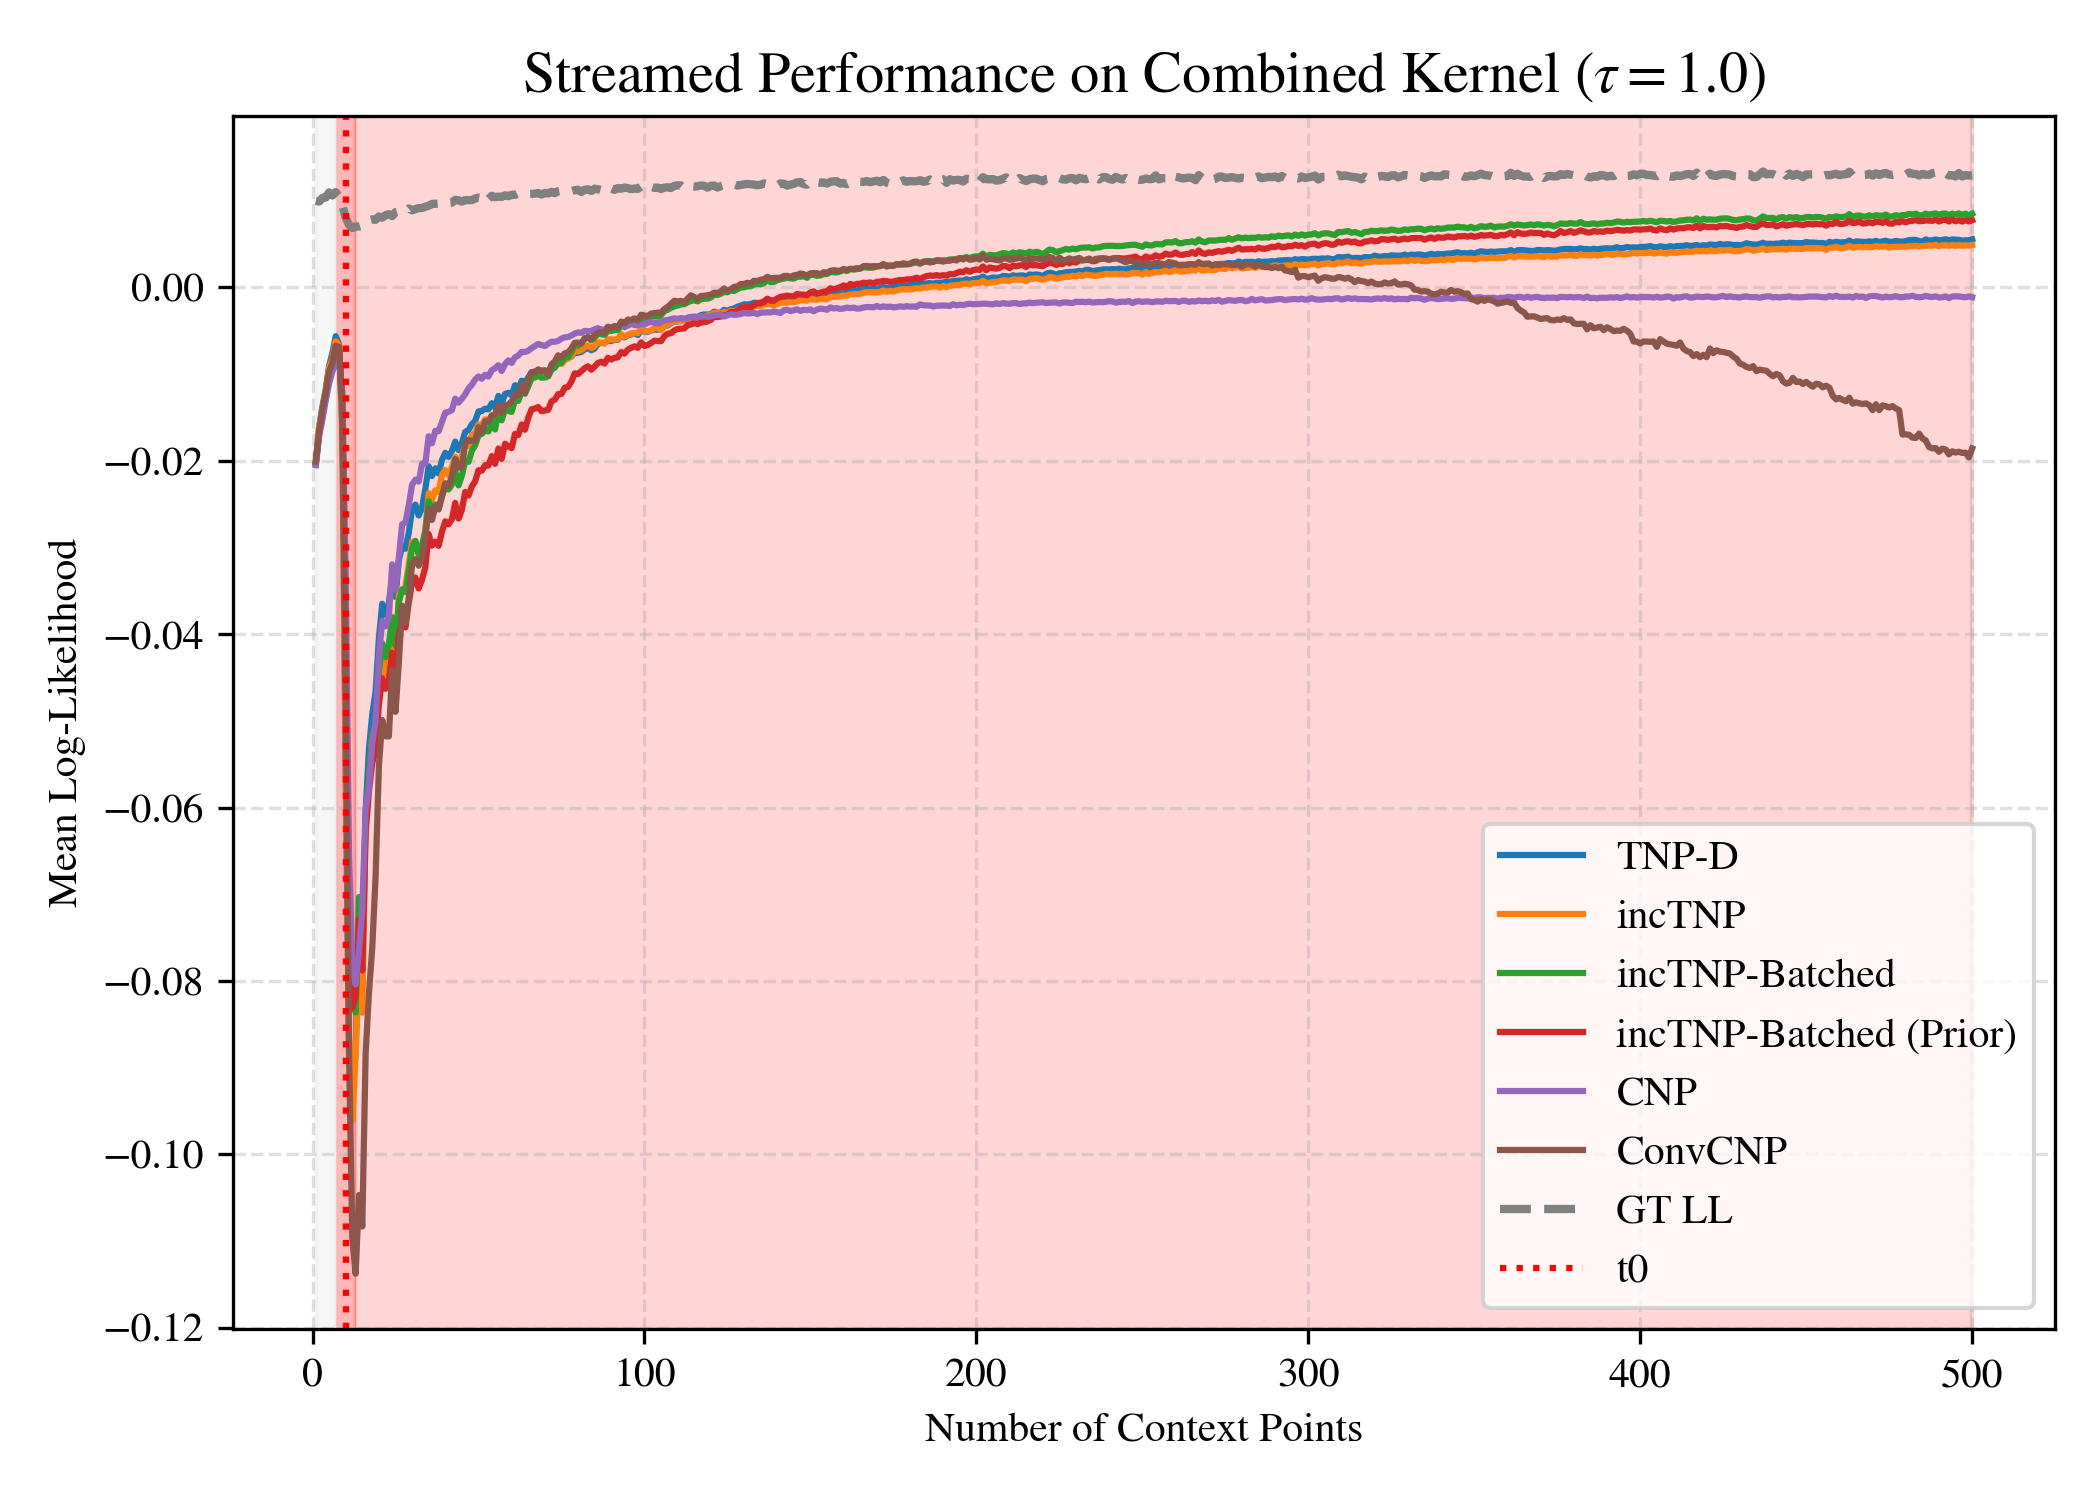 Streamed Performance on Combined Kernel (τ = 1.0)
Mean Log-Likelihood
0.00
−0.02
−0.04
−0.06
−0.08
−0.10
−0.12
TNP-D
incTNP
incTNP-Batched
incTNP-Batched (Prior)
CNP
ConvCNP
GT LL
t0
0 100 200 300 400 500
Number of Context Points